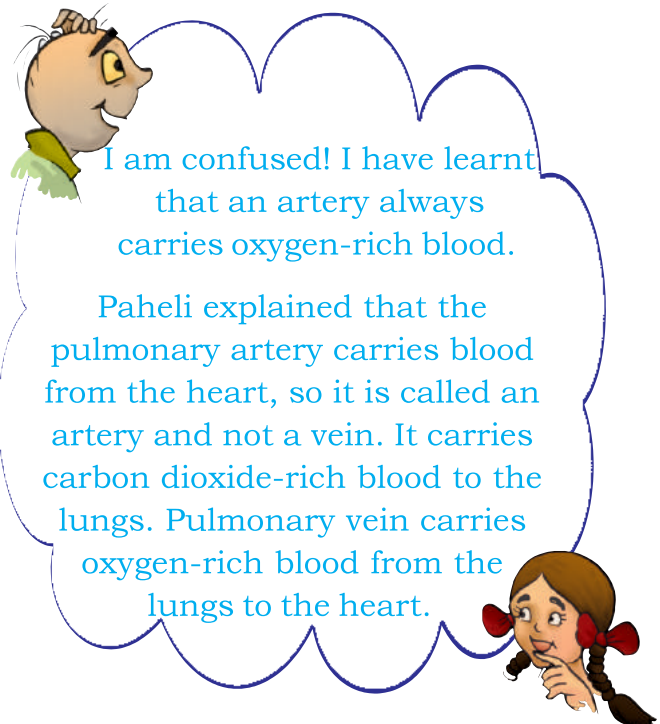 I am confused! I have learnt
that an artery always
carries oxygen-rich blood.
Paheli explained that the
pulmonary artery carries blood
from the heart, so it is called an
artery and not a vein. It carries
carbon dioxide-rich blood to the
lungs. Pulmonary vein carries
oxygen-rich blood from the
lungs to the heart.